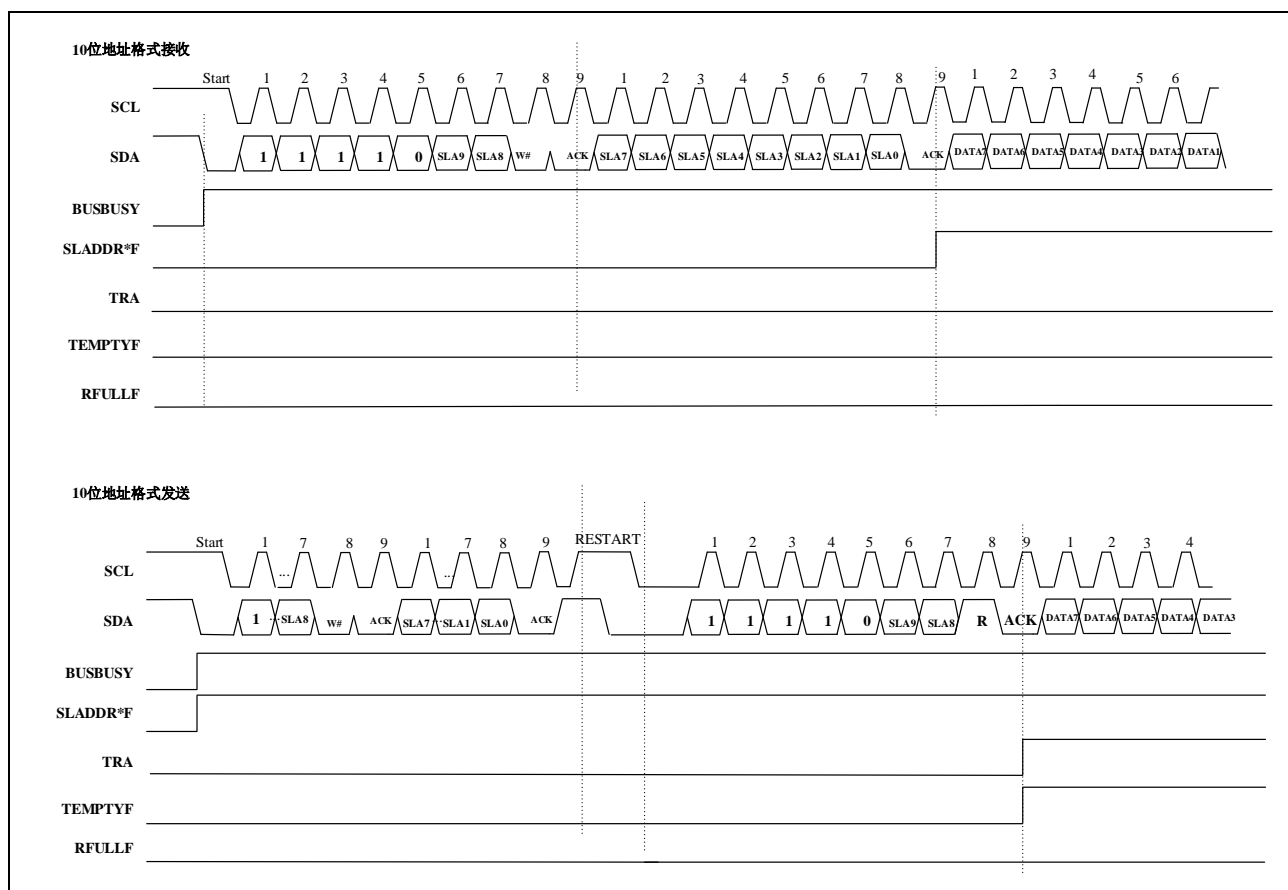 10位地址格式接收
Start 1 2 3 4 5 6 7 8 9 1 2 3 4 5 6 7 8 9 1 2 3 4 5 6
SCL
SDA 1 1 1 1 0 SLA9 SLA8 W# ACK SLA7 SLA6 SLA5 SLA4 SLA3 SLA2 SLA1 SLA0 ACK DATA7 DATA6 DATA5 DATA4 DATA3 DATA2 DATA1
BUSBUSY
SLADDR*F
TRA
TEMPTYF
RFULLF
10位地址格式发送
Start 1 7 8 9 1 7 8 9 RESTART 1 2 3 4 5 6 7 8 9 1 2 3 4
SCL ... ...
SDA 1 ... SLA8 W# ACK SLA7 ... SLA1 SLA0 ACK 1 1 1 1 0 SLA9 SLA8 R ACK DATA7 DATA6 DATA5 DATA4 DATA3
BUSBUSY
SLADDR*F
TRA
TEMPTYF
RFULLF